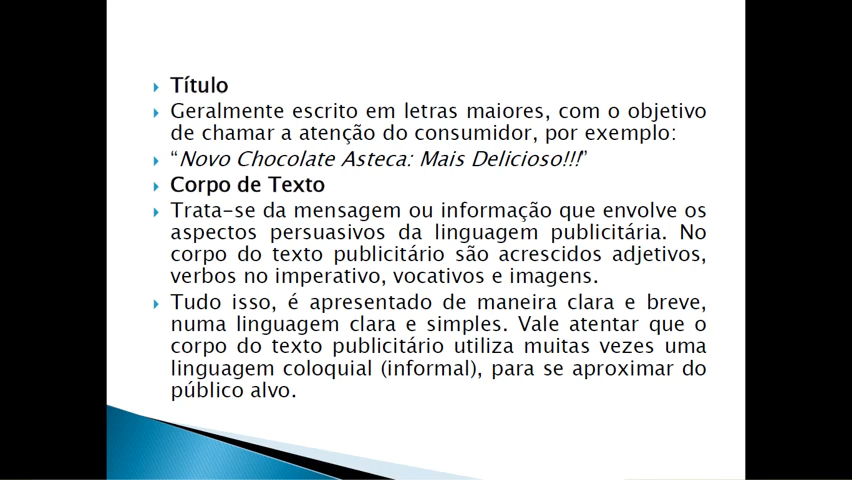 Título
Geralmente escrito em letras maiores, com o objetivo
de chamar a atenção do consumidor, por exemplo:
“Novo Chocolate Asteca: Mais Delicioso!!!”
Corpo de Texto
Trata-se da mensagem ou informação que envolve os
aspectos persuasivos da linguagem publicitária. No
corpo do texto publicitário são acrescidos adjetivos,
verbos no imperativo, vocativos e imagens.
Tudo isso, é apresentado de maneira clara e breve,
numa linguagem clara e simples. Vale atentar que o
corpo do texto publicitário utiliza muitas vezes uma
linguagem coloquial (informal), para se aproximar do
público alvo.